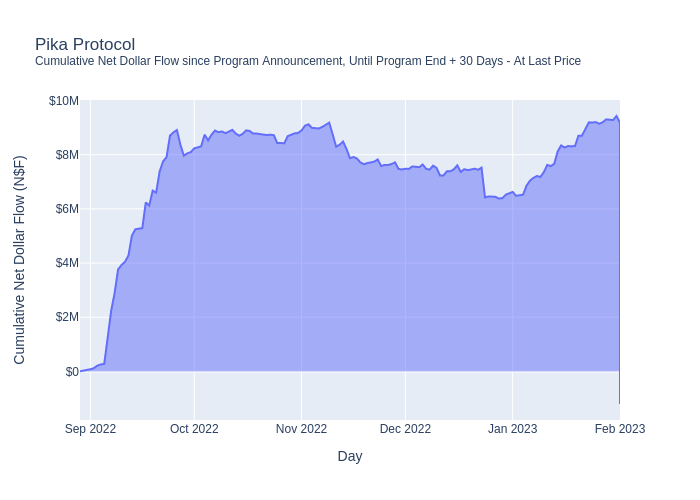 Pika Protocol
Cumulative Net Dollar Flow since Program Announcement, Until Program End + 30 Days - At Last Price
Cumulative Net Dollar Flow (N$F)
$10M
$8M
$6M
$4M
$2M
$0
Sep 2022
Oct 2022
Nov 2022
Dec 2022
Jan 2023
Feb 2023
Day